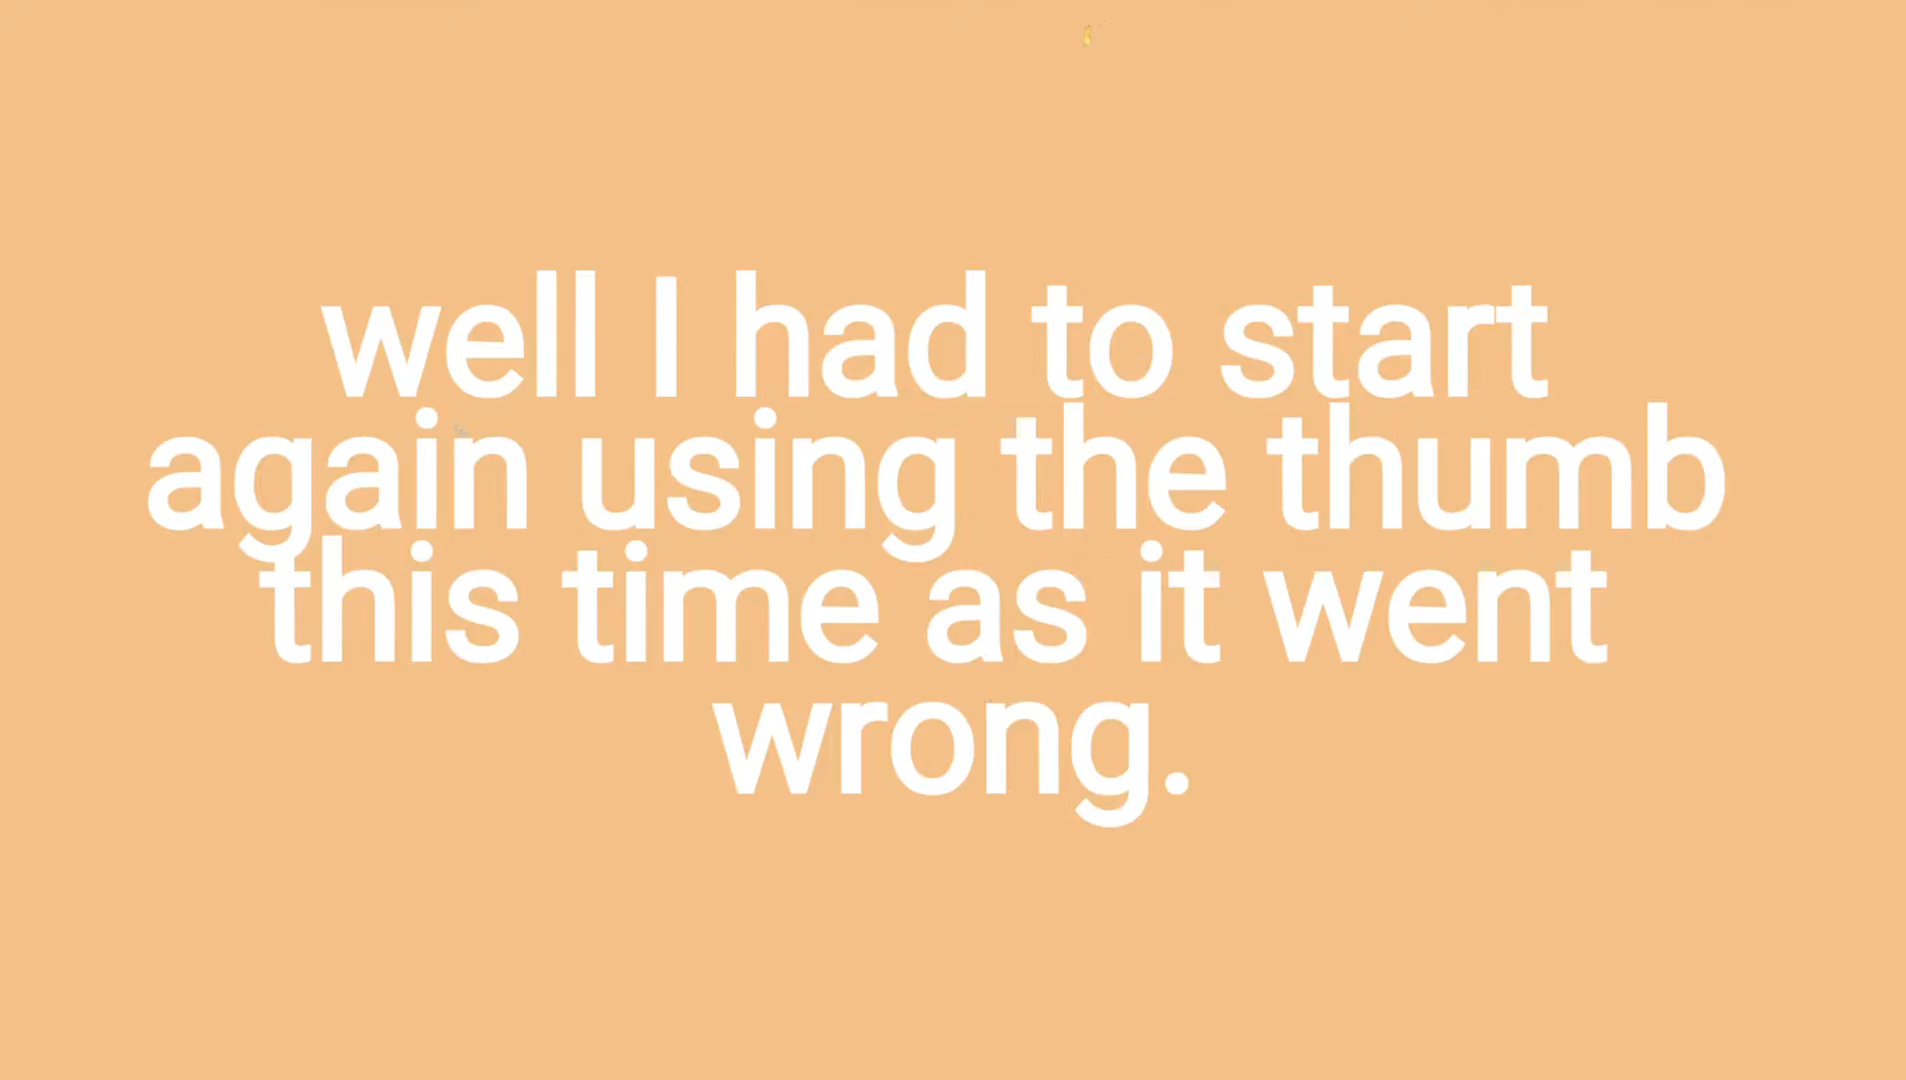 well I had to start
again using the thumb
this time as it went
wrong.